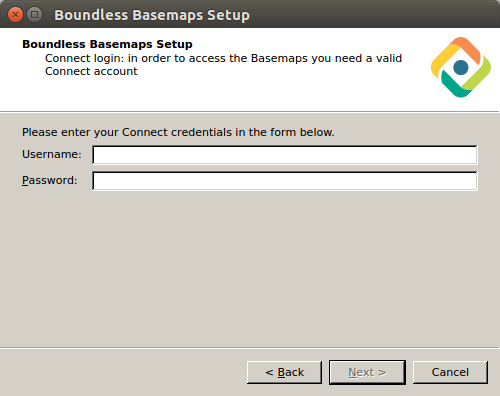 Boundless Basemaps Setup
Boundless Basemaps Setup
Connect login: in order to access the Basemaps you need a valid
Connect account
Please enter your Connect credentials in the form below.
Username:
Password:
< Back
Next >
Cancel